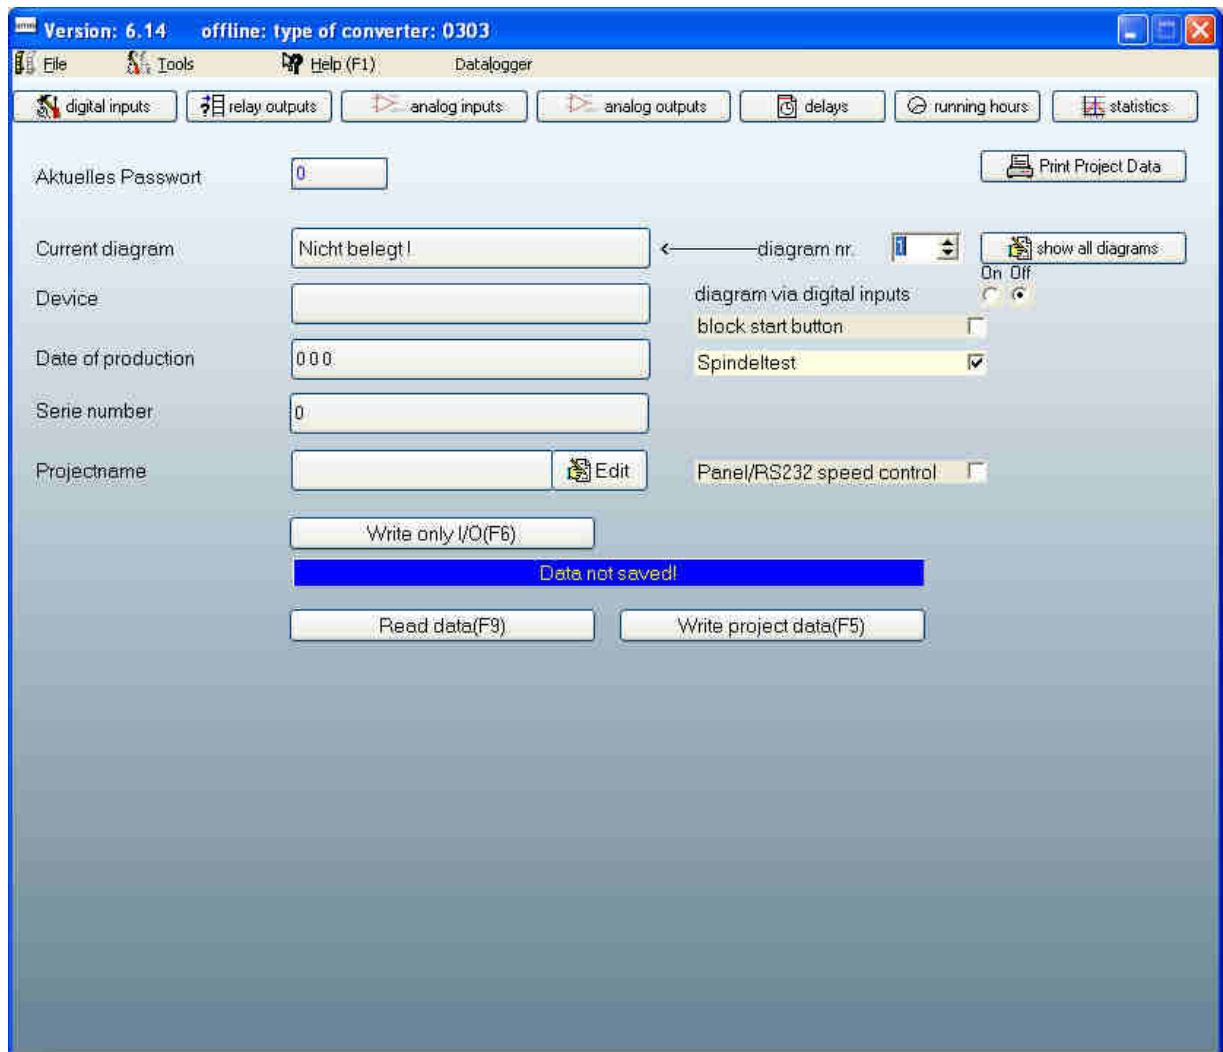 Version: 6.14 offline: type of converter: 0303
File Tools Help (F1) Datalogger
digital inputs relay outputs analog inputs analog outputs delays running hours statistics
Aktuelles Passwort 0 Print Project Data
Current diagram Nicht belegt! <------- diagram nr. 1 show all diagrams
On Off
Device diagram via digital inputs
block start button
Date of production 0 0 0 Spindeltest
Serie number 0
Projectname Edit Panel/RS232 speed control
Write only I/O(F6)
Data not saved!
Read data(F9) Write project data(F5)